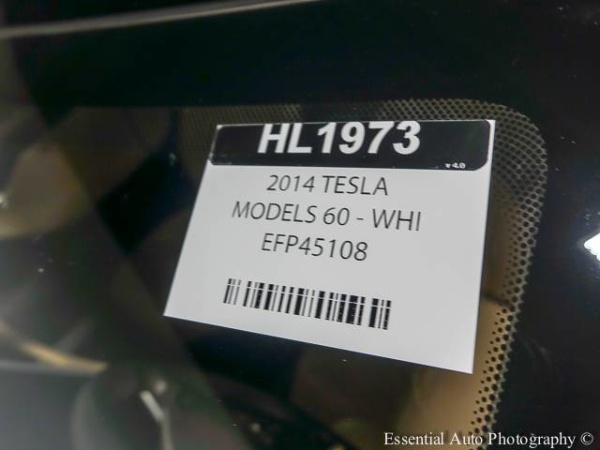 HL1973
v 4.0
2014 TESLA
MODELS 60 - WHI
EFP45108
Essential Auto Photography ©